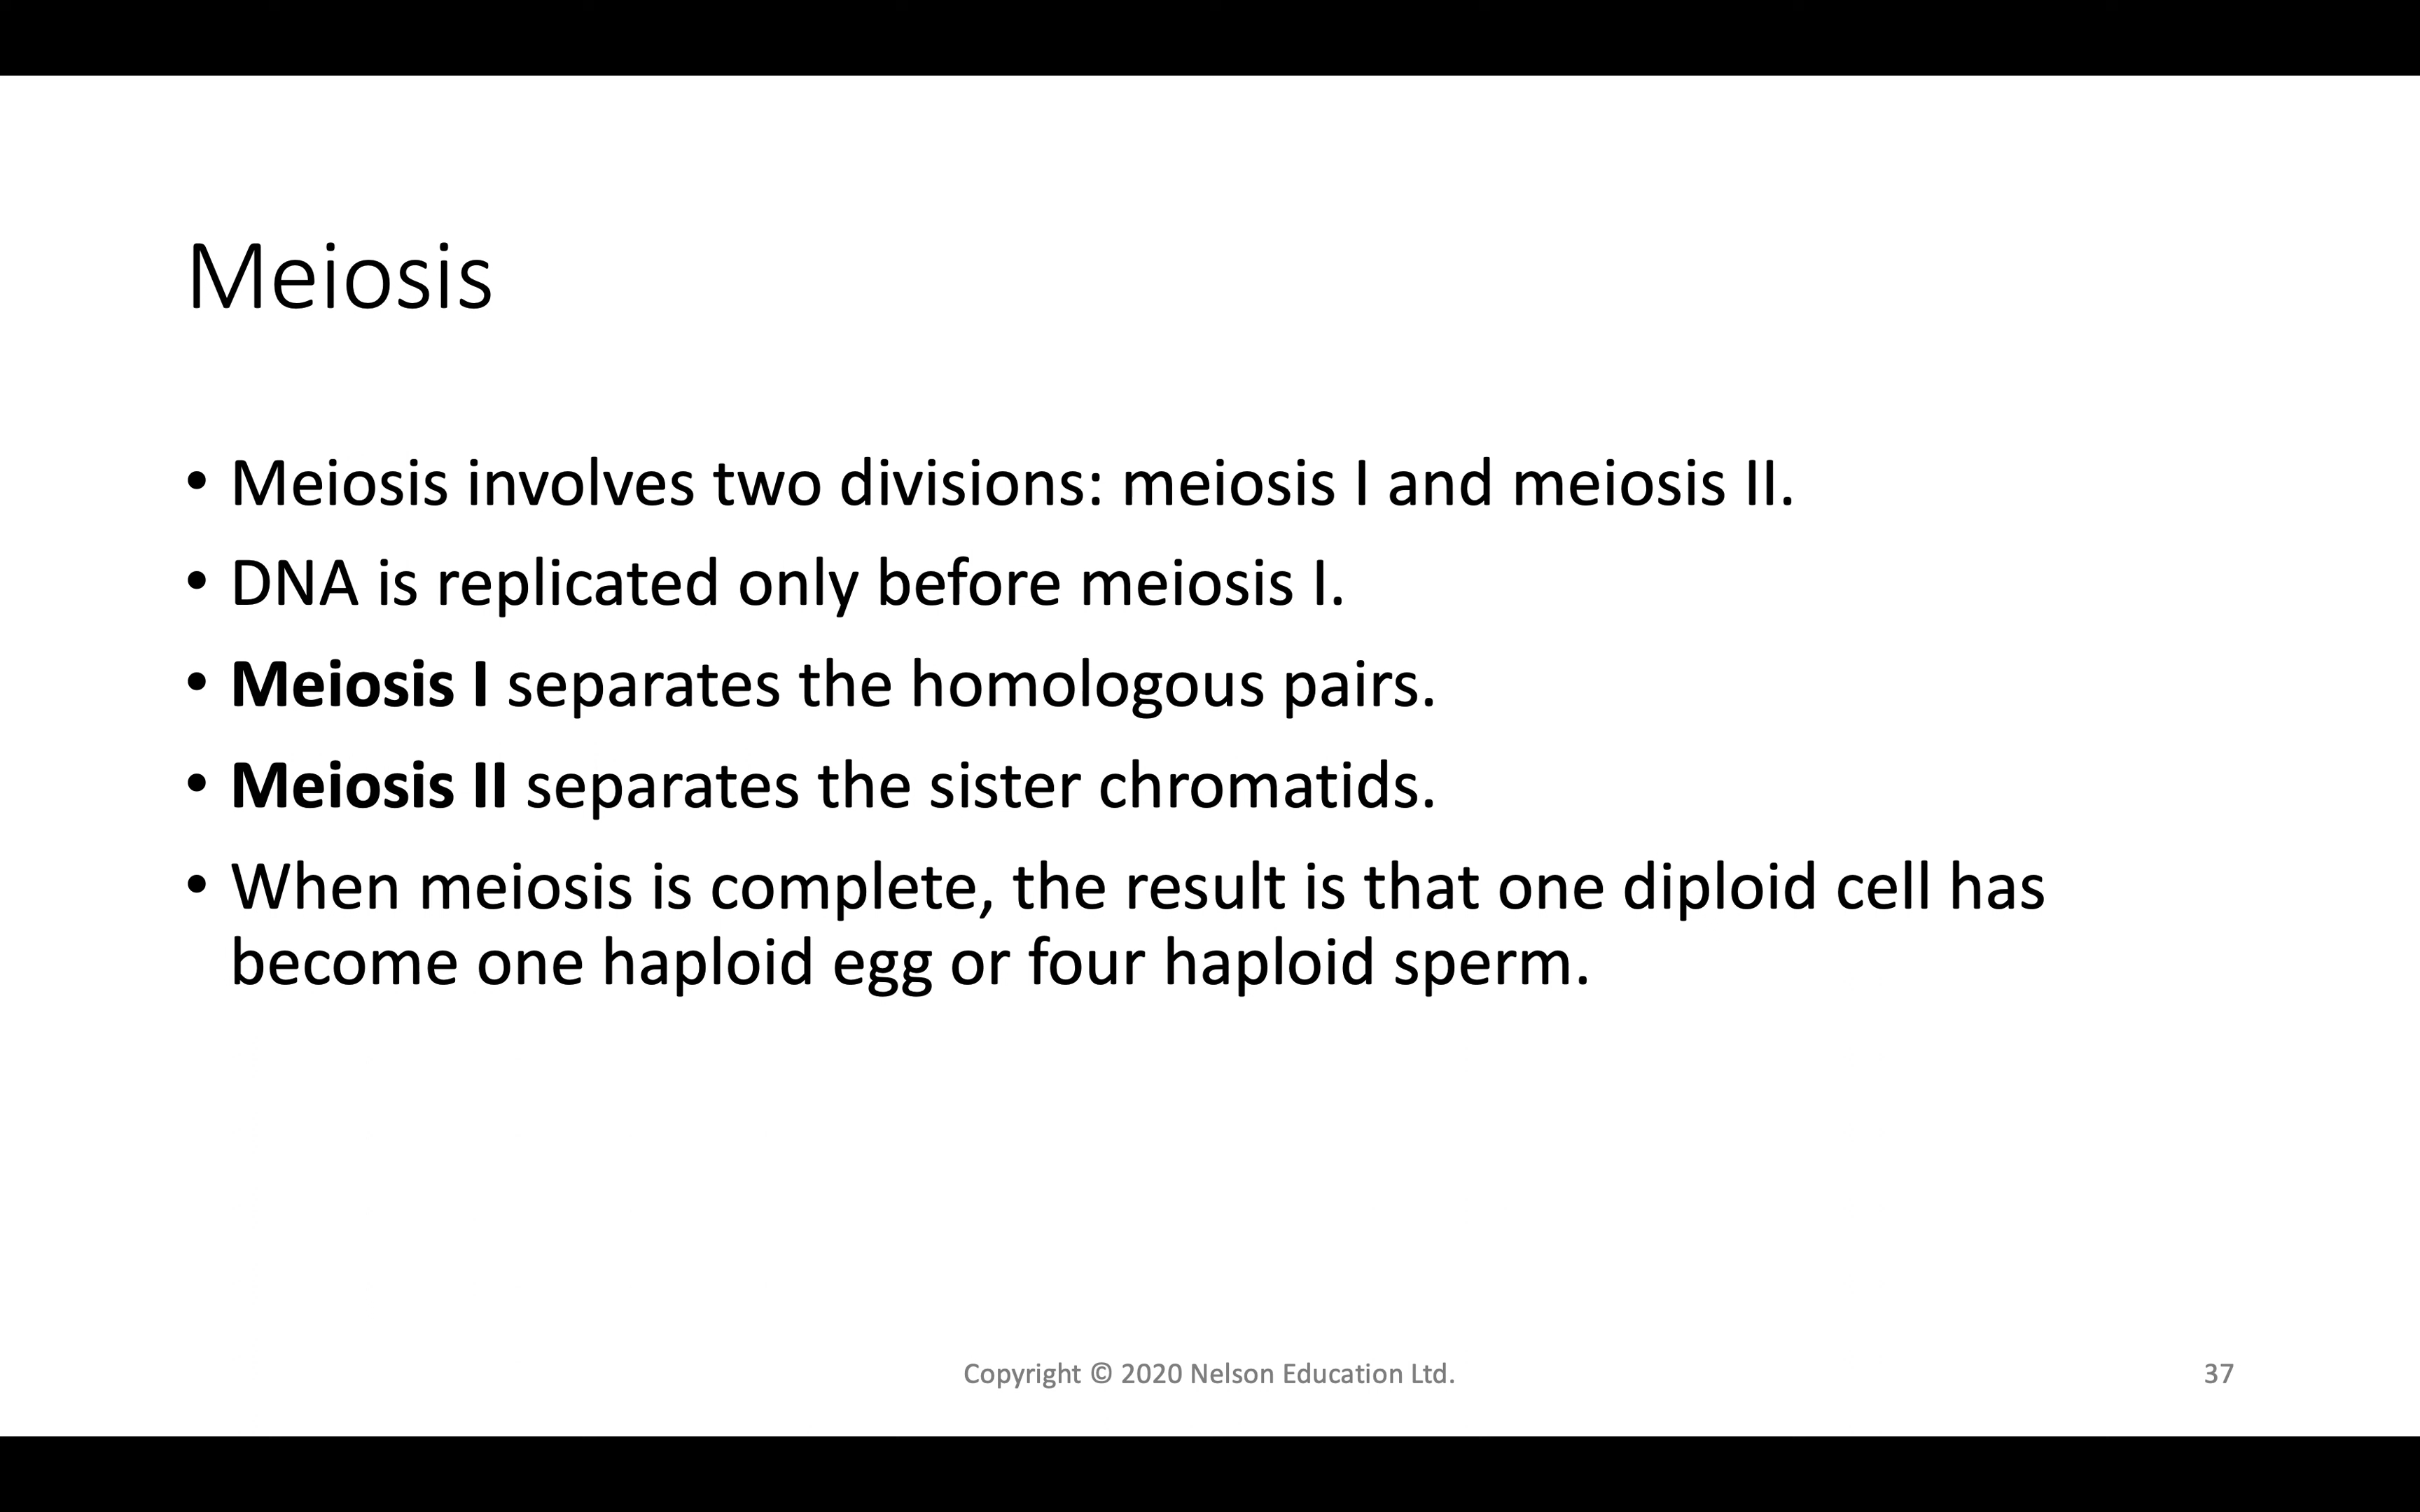 Meiosis
• Meiosis involves two divisions: meiosis I and meiosis II.
• DNA is replicated only before meiosis I.
• Meiosis I separates the homologous pairs.
• Meiosis II separates the sister chromatids.
• When meiosis is complete, the result is that one diploid cell has
become one haploid egg or four haploid sperm.
Copyright © 2020 Nelson Education Ltd.
37